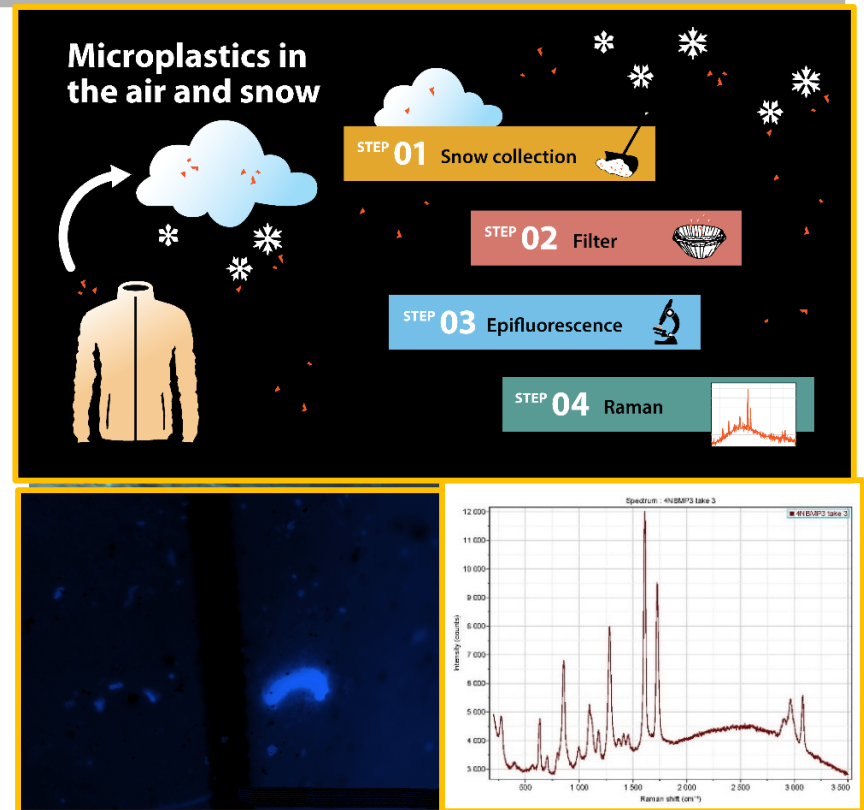 Microplastics in
the air and snow
STEP 01 Snow collection
STEP 02 Filter
STEP 03 Epifluorescence
STEP 04 Raman
Spectrum : 4NBMP3 take 3
4NBMP3 take 3
Intensity (counts)
12 000
11 000
10 000
9 000
8 000
7 000
6 000
5 000
4 000
3 000
500
1 000
1 500
2 000
2 500
3 000
3 500
Raman shift (cm⁻¹)